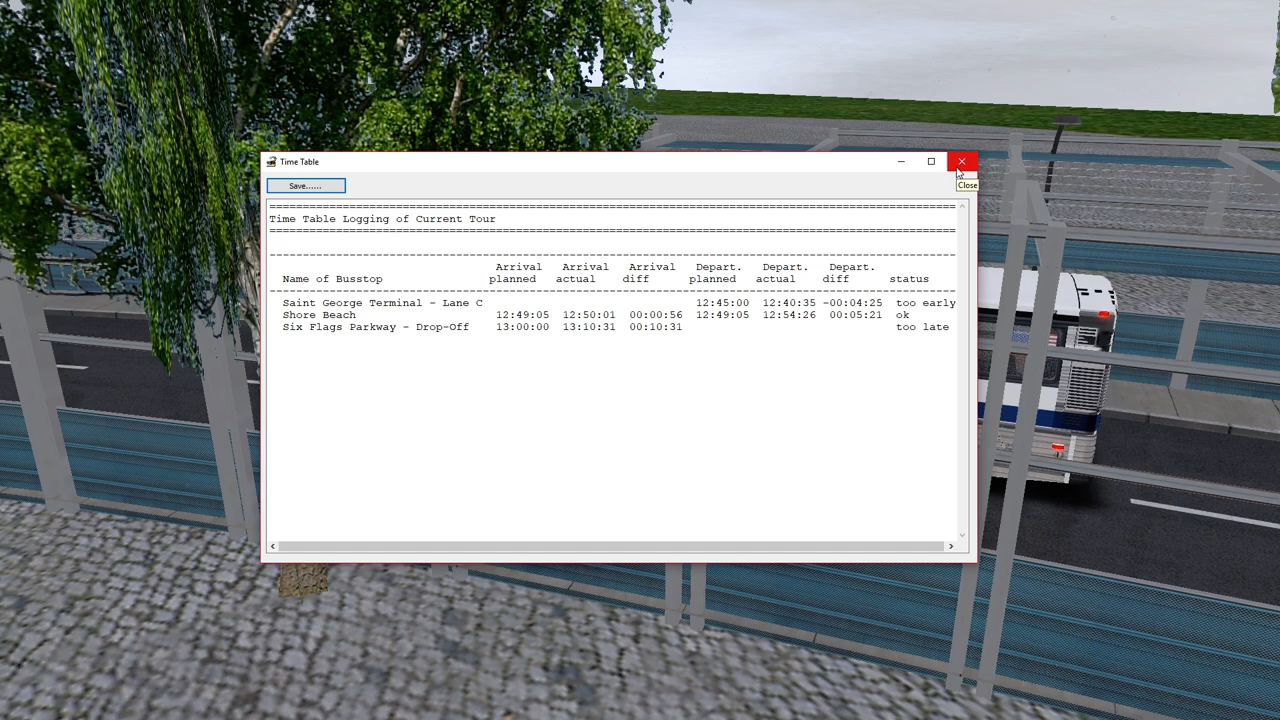 Time Table
Save......
Close
================================================================================
Time Table Logging of Current Tour
================================================================================
--------------------------------------------------------------------------------
Arrival Arrival Arrival Depart. Depart. Depart.
Name of Busstop planned actual diff planned actual diff status
--------------------------------------------------------------------------------
Saint George Terminal - Lane C 12:45:00 12:40:35 -00:04:25 too early
Shore Beach 12:49:05 12:50:01 00:00:56 12:49:05 12:54:26 00:05:21 ok
Six Flags Parkway - Drop-Off 13:00:00 13:10:31 00:10:31 too late